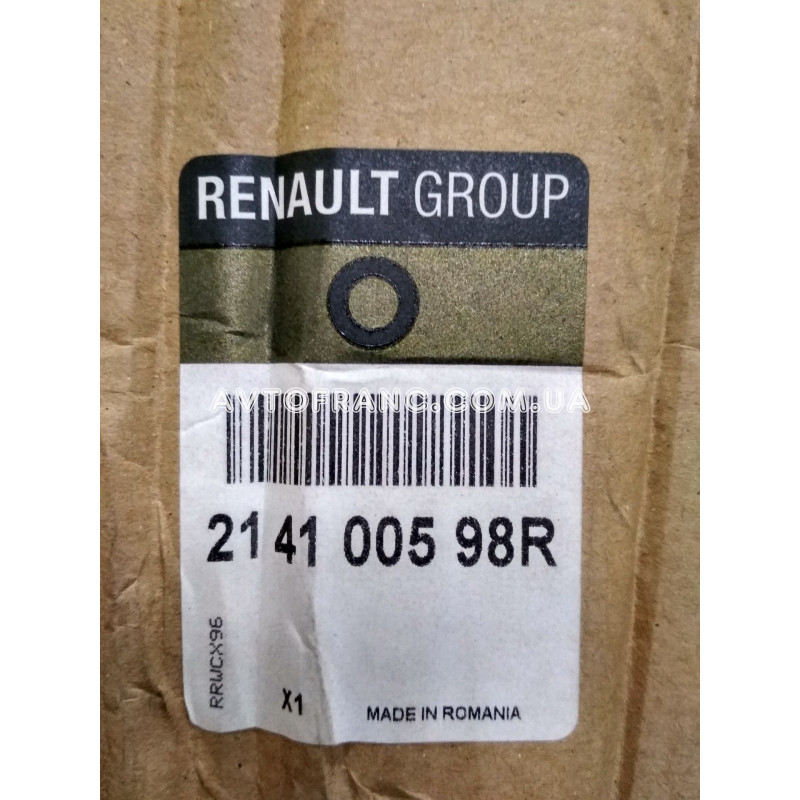 RENAULT GROUP
AVTOFRANC.COM.UA
21 41 005 98R
RRWCX96
X1
MADE IN ROMANIA